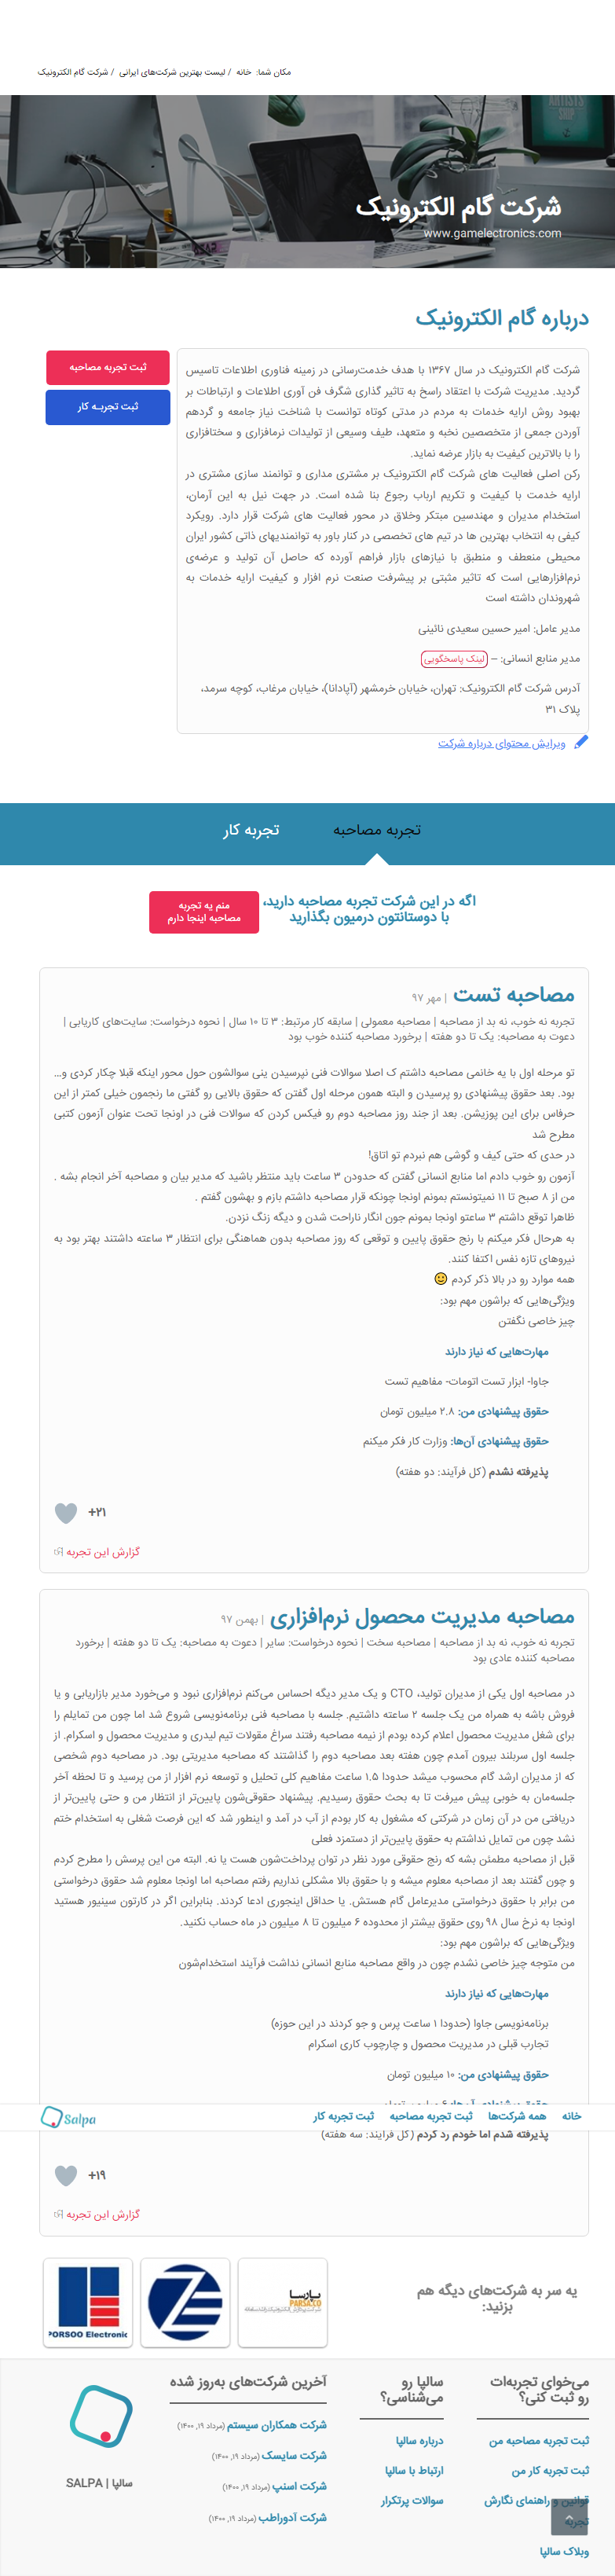 مکان شما: خانه / لیست بهترین شرکت‌های ایرانی / شرکت گام الکترونیک
شرکت گام الکترونیک
www.gamelectronics.com
درباره گام الکترونیک
ثبت تجربه مصاحبه
ثبت تجربـه کار
شرکت گام الکترونیک در سال ۱۳۶۷ با هدف خدمت‌رسانی در زمینه فناوری اطلاعات تاسیس
گردید. مدیریت شرکت با اعتقاد راسخ به تاثیر گذاری شگرف فن آوری اطلاعات و ارتباطات بر
بهبود روش ارایه خدمات به مردم در مدتی کوتاه توانست با شناخت نیاز جامعه و گردهم
آوردن جمعی از متخصصین نخبه و متعهد، طیف وسیعی از تولیدات نرمافزاری و سختافزاری
را با بالاترین کیفیت به بازار عرضه نماید.
رکن اصلی فعالیت های شرکت گام الکترونیک بر مشتری مداری و توانمند سازی مشتری در
ارایه خدمت با کیفیت و تکریم ارباب رجوع بنا شده است. در جهت نیل به این آرمان،
استخدام مدیران و مهندسین مبتکر وخلاق در محور فعالیت های شرکت قرار دارد. رویکرد
کیفی به انتخاب بهترین ها در تیم های تخصصی در کنار باور به توانمندیهای ذاتی کشور ایران
محیطی منعطف و منطبق با نیازهای بازار فراهم آورده که حاصل آن تولید و عرضه‌ی
نرم‌افزارهایی است که تاثیر مثبتی بر پیشرفت صنعت نرم افزار و کیفیت ارایه خدمات به
شهروندان داشته است
مدیر عامل: امیر حسین سعیدی نائینی
مدیر منابع انسانی: – لینک پاسخگویی
آدرس شرکت گام الکترونیک: تهران، خیابان خرمشهر (آپادانا)، خیابان مرغاب، کوچه سرمد،
پلاک ۳۱
ویرایش محتوای درباره شرکت
تجربه مصاحبه
تجربه کار
اگه در این شرکت تجربه مصاحبه دارید،
با دوستانتون درمیون بگذارید
منم یه تجربه
مصاحبه اینجا دارم
مصاحبه تست | مهر ۹۷
تجربه نه خوب، نه بد از مصاحبه | مصاحبه معمولی | سابقه کار مرتبط: ۳ تا ۱۰ سال | نحوه درخواست: سایت‌های کاریابی |
دعوت به مصاحبه: یک تا دو هفته | برخورد مصاحبه کننده خوب بود
تو مرحله اول با یه خانمی مصاحبه داشتم ک اصلا سوالات فنی نپرسیدن ینی سوالشون حول محور اینکه قبلا چکار کردی و…
بود. بعد حقوق پیشنهادی رو پرسیدن و البته همون مرحله اول گفتن که حقوق بالایی رو گفتی ما رنجمون خیلی کمتر از این
حرفاس برای این پوزیشن. بعد از جند روز مصاحبه دوم رو فیکس کردن که سوالات فنی در اونجا تحت عنوان آزمون کتبی
مطرح شد
در حدی که حتی کیف و گوشی هم نبردم تو اتاق!
آزمون رو خوب دادم اما منابع انسانی گفتن که حدودن ۳ ساعت باید منتظر باشید که مدیر بیان و مصاحبه آخر انجام بشه .
من از ۸ صبح تا ۱۱ نمیتونستم بمونم اونجا چونکه قرار مصاحبه داشتم بازم و بهشون گفتم .
ظاهرا توقع داشتم ۳ ساعتو اونجا بمونم جون انگار ناراحت شدن و دیگه زنگ نزدن.
به هرحال فکر میکنم با رنج حقوق پایین و توقعی که روز مصاحبه بدون هماهنگی برای انتظار ۳ ساعته داشتند بهتر بود به
نیروهای تازه نفس اکتفا کنند.
همه موارد رو در بالا ذکر کردم 🙂
ویژگی‌هایی که براشون مهم بود:
چیز خاصی نگفتن
مهارت‌هایی که نیاز دارند
جاوا- ابزار تست اتومات- مفاهیم تست
حقوق پیشنهادی من: ۲.۸ میلیون تومان
حقوق پیشنهادی آن‌ها: وزارت کار فکر میکنم
پذیرفته نشدم (کل فرآیند: دو هفته)
+۲۱
گزارش این تجربه
مصاحبه مدیریت محصول نرم‌افزاری | بهمن ۹۷
تجربه نه خوب، نه بد از مصاحبه | مصاحبه سخت | نحوه درخواست: سایر | دعوت به مصاحبه: یک تا دو هفته | برخورد
مصاحبه کننده عادی بود
در مصاحبه اول یکی از مدیران تولید، CTO و یک مدیر دیگه احساس می‌کنم نرم‌افزاری نبود و می‌خورد مدیر بازاریابی و یا
فروش باشه به همراه من یک جلسه ۲ ساعته داشتیم. جلسه با مصاحبه فنی برنامه‌نویسی شروع شد اما چون من تمایلم را
برای شغل مدیریت محصول اعلام کرده بودم از نیمه مصاحبه رفتند سراغ مقولات تیم لیدری و مدیریت محصول و اسکرام. از
جلسه اول سربلند بیرون آمدم چون هفته بعد مصاحبه دوم را گذاشتند که مصاحبه مدیریتی بود. در مصاحبه دوم شخصی
که از مدیران ارشد گام محسوب میشد حدودا ۱.۵ ساعت مفاهیم کلی تحلیل و توسعه نرم افزار از من پرسید و تا لحظه آخر
جلسه‌مان به خوبی پیش میرفت تا به بحث حقوق رسیدیم. پیشنهاد حقوقی‌شون پایین‌تر از انتظار من و حتی پایین‌تر از
دریافتی من در آن زمان در شرکتی که مشغول به کار بودم از آب در آمد و اینطور شد که این فرصت شغلی به استخدام ختم
نشد چون من تمایل نداشتم به حقوق پایین‌تر از دستمزد فعلی
قبل از مصاحبه مطمئن بشه که رنج حقوقی مورد نظر در توان پرداخت‌شون هست یا نه. البته من این پرسش را مطرح کردم
و چون گفتند بعد از مصاحبه معلوم میشه و با حقوق بالا مشکلی نداریم رفتم مصاحبه اما اونجا معلوم شد حقوق درخواستی
من برابر با حقوق درخواستی مدیرعامل گام هستش. یا حداقل اینجوری ادعا کردند. بنابراین اگر در کارتون سینیور هستید
اونجا به نرخ سال ۹۸ روی حقوق بیشتر از محدوده ۶ میلیون تا ۸ میلیون در ماه حساب نکنید.
ویژگی‌هایی که براشون مهم بود:
من متوجه چیز خاصی نشدم چون در واقع مصاحبه منابع انسانی نداشت فرآیند استخدام‌شون
مهارت‌هایی که نیاز دارند
برنامه‌نویسی جاوا (حدودا ۱ ساعت پرس و جو کردند در این حوزه)
تجارب قبلی در مدیریت محصول و چارچوب کاری اسکرام
حقوق پیشنهادی من: ۱۰ میلیون تومان
خانه همه شرکت‌ها ثبت تجربه مصاحبه ثبت تجربه کار
Salpa
پذیرفته شدم اما خودم رد کردم (کل فرآیند: سه هفته)
+۱۹
گزارش این تجربه
یه سر به شرکت‌های دیگه هم
بزنید:
پارسا
PARSA.CO
PORSOO Electronic
می‌خوای تجربه‌ات
رو ثبت کنی؟
ثبت تجربه مصاحبه من
ثبت تجربه کار من
قوانین و راهنمای نگارش
تجربه
وبلاگ سالپا
سالپا رو
می‌شناسی؟
درباره سالپا
ارتباط با سالپا
سوالات پرتکرار
آخرین شرکت‌های به‌روز شده
شرکت همکاران سیستم (مرداد ۱۹, ۱۴۰۰)
شرکت سایسک (مرداد ۱۹, ۱۴۰۰)
شرکت اسنپ (مرداد ۱۹, ۱۴۰۰)
شرکت آدوراطب (مرداد ۱۹, ۱۴۰۰)
سالپا | SALPA